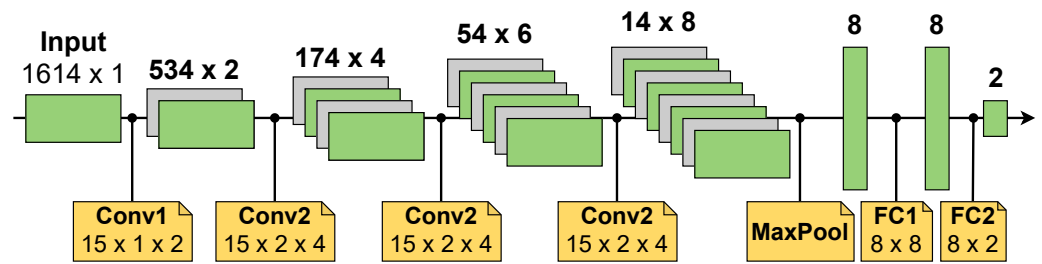 Input
1614 x 1
534 x 2
174 x 4
54 x 6
14 x 8
8
8
2
Conv1
15 x 1 x 2
Conv2
15 x 2 x 4
Conv2
15 x 2 x 4
Conv2
15 x 2 x 4
MaxPool
FC1
8 x 8
FC2
8 x 2